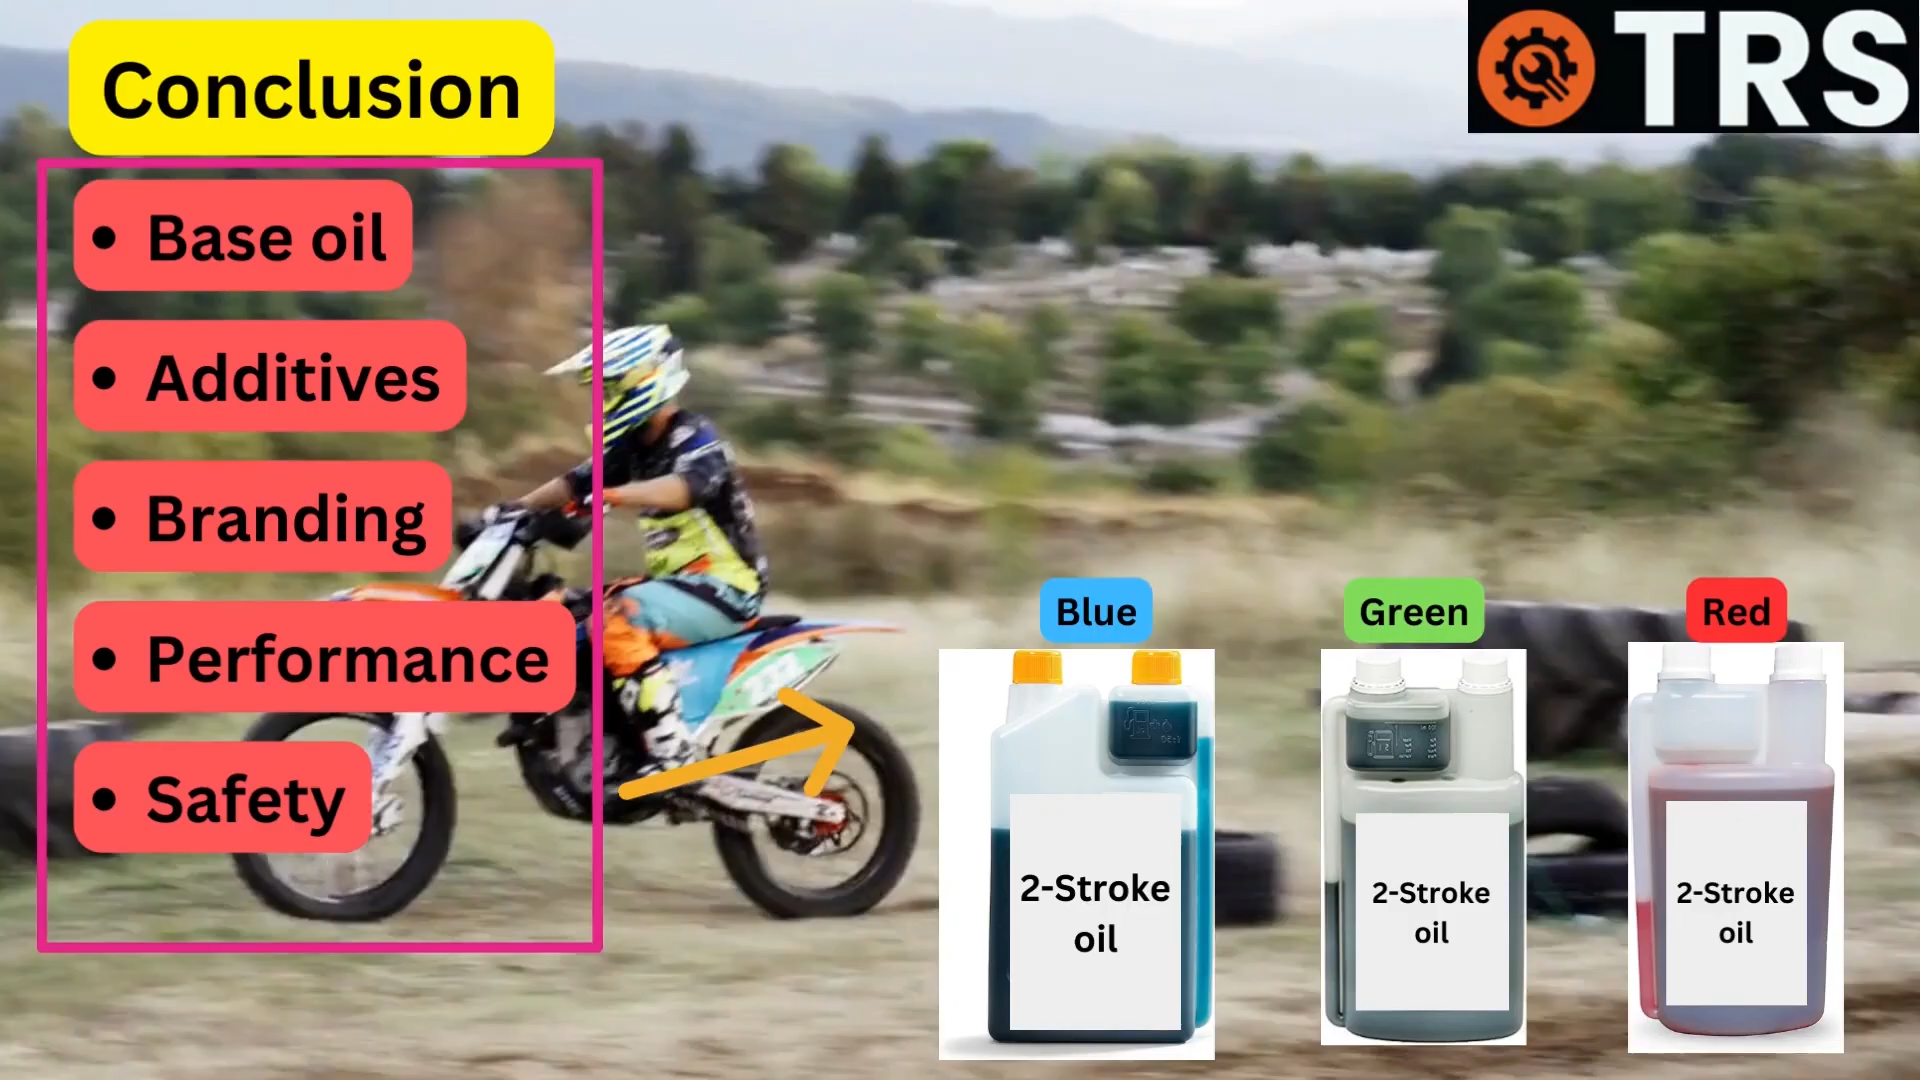 Conclusion
TRS
• Base oil
• Additives
• Branding
• Performance
• Safety
Blue
Green
Red
2-Stroke
oil
2-Stroke
oil
2-Stroke
oil